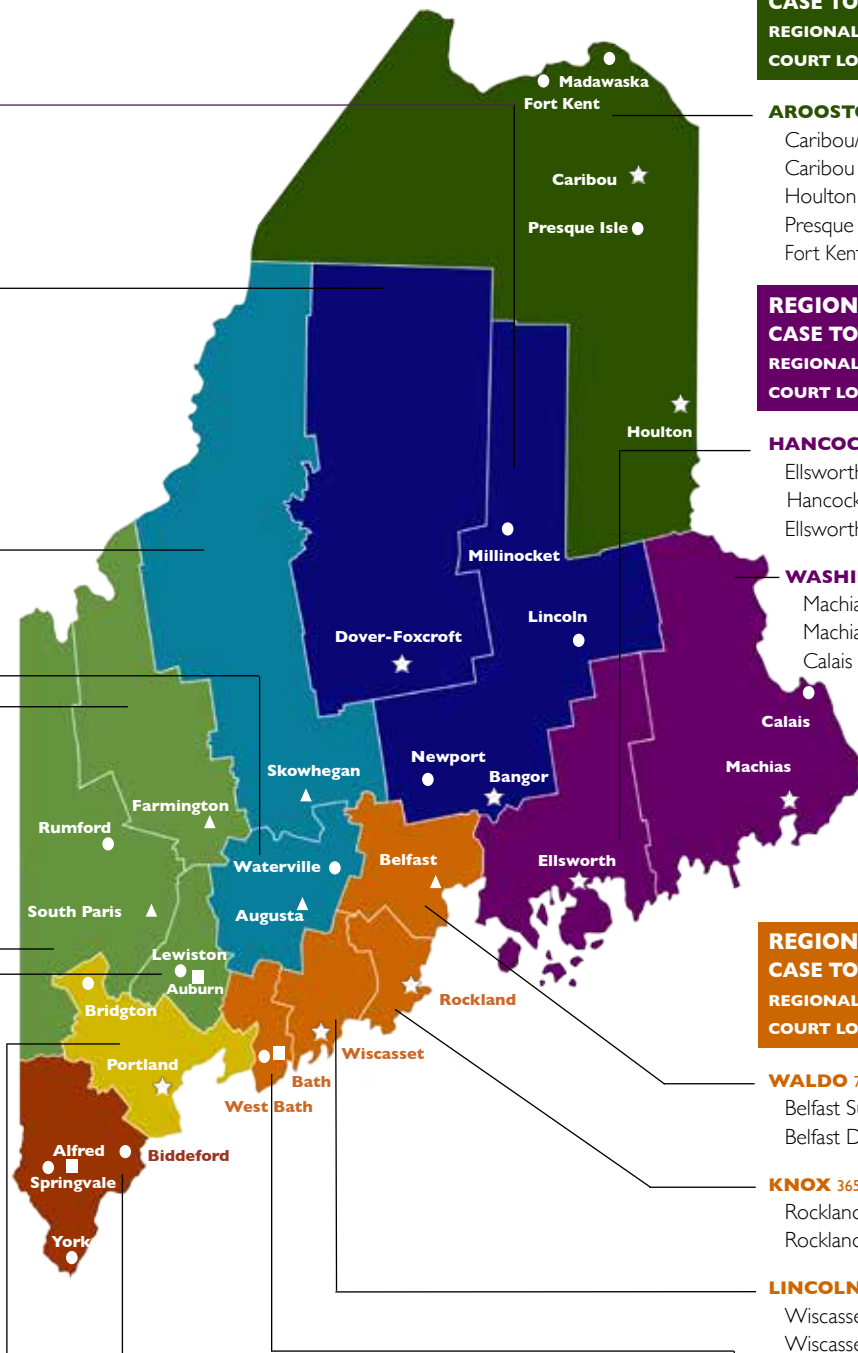 CASE TO
REGIONAL
COURT LO
Madawaska
Fort Kent
AROOST
Caribou/
Caribou
Caribou
Houlton
Presque Isle
Presque
Fort Kent
REGION
CASE TO
REGIONAL
COURT LO
Houlton
HANCOC
Ellsworth
Hancock
Ellsworth
Millinocket
WASHI
Machia
Lincoln
Machia
Dover-Foxcroft
Calais
Calais
Newport
Machias
Skowhegan
Bangor
Farmington
Rumford
Belfast
Ellsworth
Waterville
South Paris
Augusta
REGION
Lewiston
CASE TO
Auburn
REGIONAL
Rockland
Bridgton
COURT LO
Wiscasset
Portland
Bath
WALDO 7
West Bath
Belfast Su
Belfast D
Alfred
Biddeford
Springvale
KNOX 365
Rockland
Rockland
York
LINCOLN
Wiscasse
Wiscasse